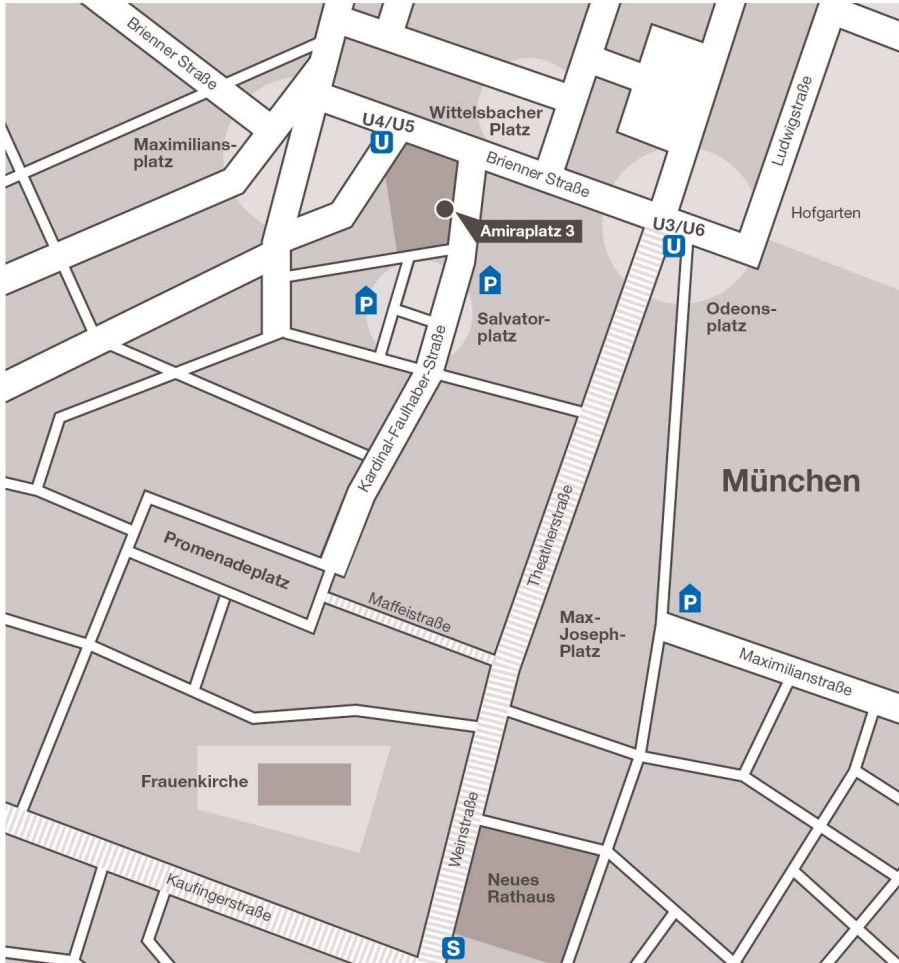 Brienner Straße
Ludwigstraße
Wittelsbacher
Platz
U4/U5
U
Maximilians-
platz
Brienner Straße
Hofgarten
U3/U6
U
Amiraplatz 3
P
P
Salvator-
platz
Odeons-
platz
Kardinal-Faulhaber-Straße
München
Theatinerstraße
Promenadeplatz
Maffeistraße
P
Max-
Joseph-
Platz
Maximilianstraße
Frauenkirche
Weinstraße
Kaufingerstraße
Neues
Rathaus
S